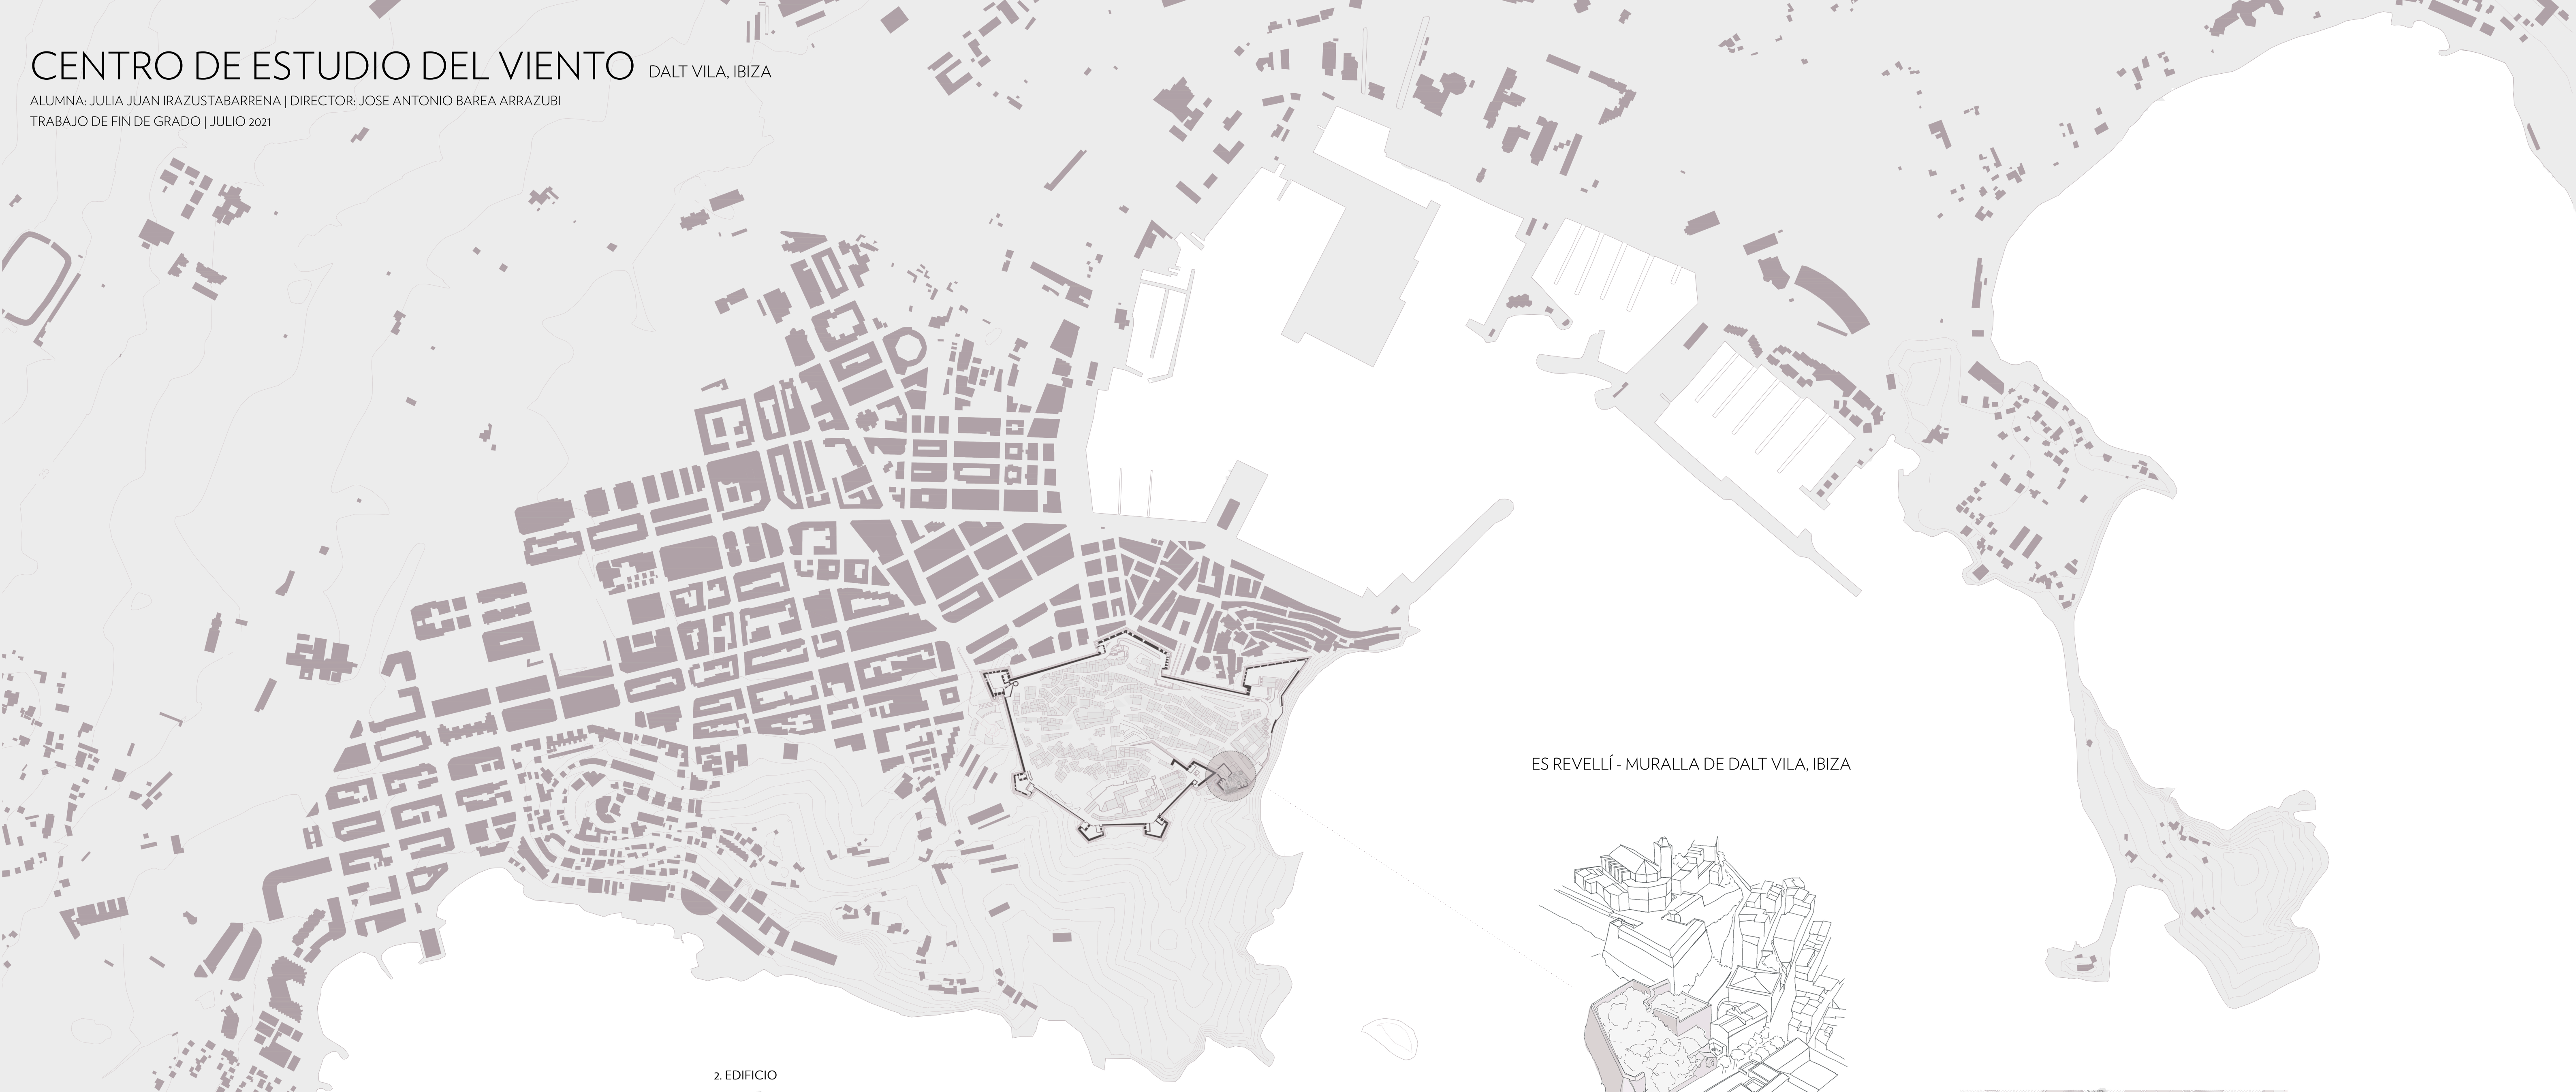 CENTRO DE ESTUDIO DEL VIENTO DALT VILA, IBIZA
ALUMNA: JULIA JUAN IRAZUSTABARRENA | DIRECTOR: JOSE ANTONIO BAREA ARRAZUBI
TRABAJO DE FIN DE GRADO | JULIO 2021
ES REVELLÍ - MURALLA DE DALT VILA, IBIZA
2. EDIFICIO